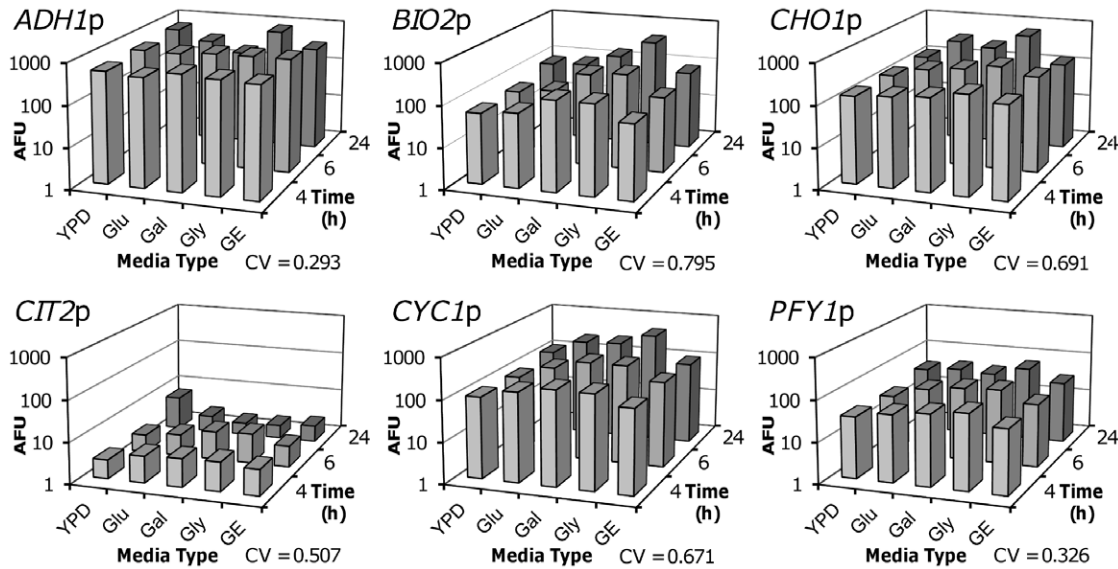 ADH1p
AFU
1000
100
10
1
YPD
Glu
Gal
Gly
GE
4
6
24
Time
(h)
Media Type
CV = 0.293
BIO2p
AFU
1000
100
10
1
YPD
Glu
Gal
Gly
GE
4
6
24
Time
(h)
Media Type
CV = 0.795
CHO1p
AFU
1000
100
10
1
YPD
Glu
Gal
Gly
GE
4
6
24
Time
(h)
Media Type
CV = 0.691
CIT2p
AFU
1000
100
10
1
YPD
Glu
Gal
Gly
GE
4
6
24
Time
(h)
Media Type
CV = 0.507
CYC1p
AFU
1000
100
10
1
YPD
Glu
Gal
Gly
GE
4
6
24
Time
(h)
Media Type
CV = 0.671
PFY1p
AFU
1000
100
10
1
YPD
Glu
Gal
Gly
GE
4
6
24
Time
(h)
Media Type
CV = 0.326